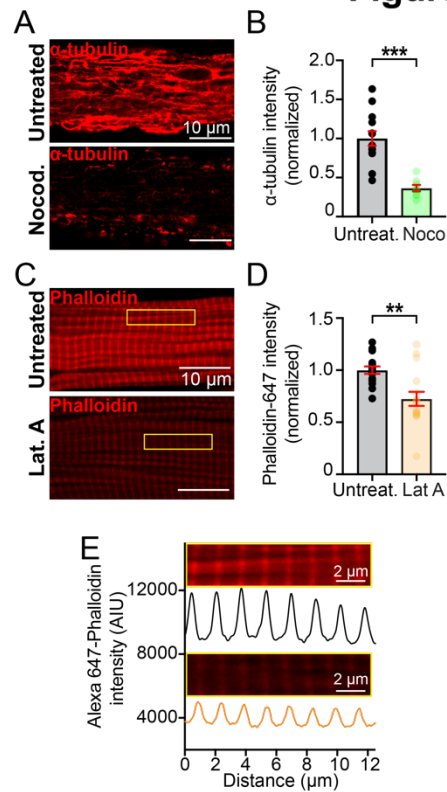 Figure
A
B
Untreated
α-tubulin
10 μm
Nocod.
α-tubulin
α-tubulin intensity
(normalized)
***
2.0
1.5
1.0
0.5
0
Untreat. Noco
C
D
Untreated
Phalloidin
10 μm
Lat. A
Phalloidin
Phalloidin-647 intensity
(normalized)
**
1.5
1.0
0.5
0
Untreat. Lat A
E
Alexa 647-Phalloidin
intensity (AIU)
2 μm
12000
8000
2 μm
4000
0 2 4 6 8 10 12
Distance (μm)